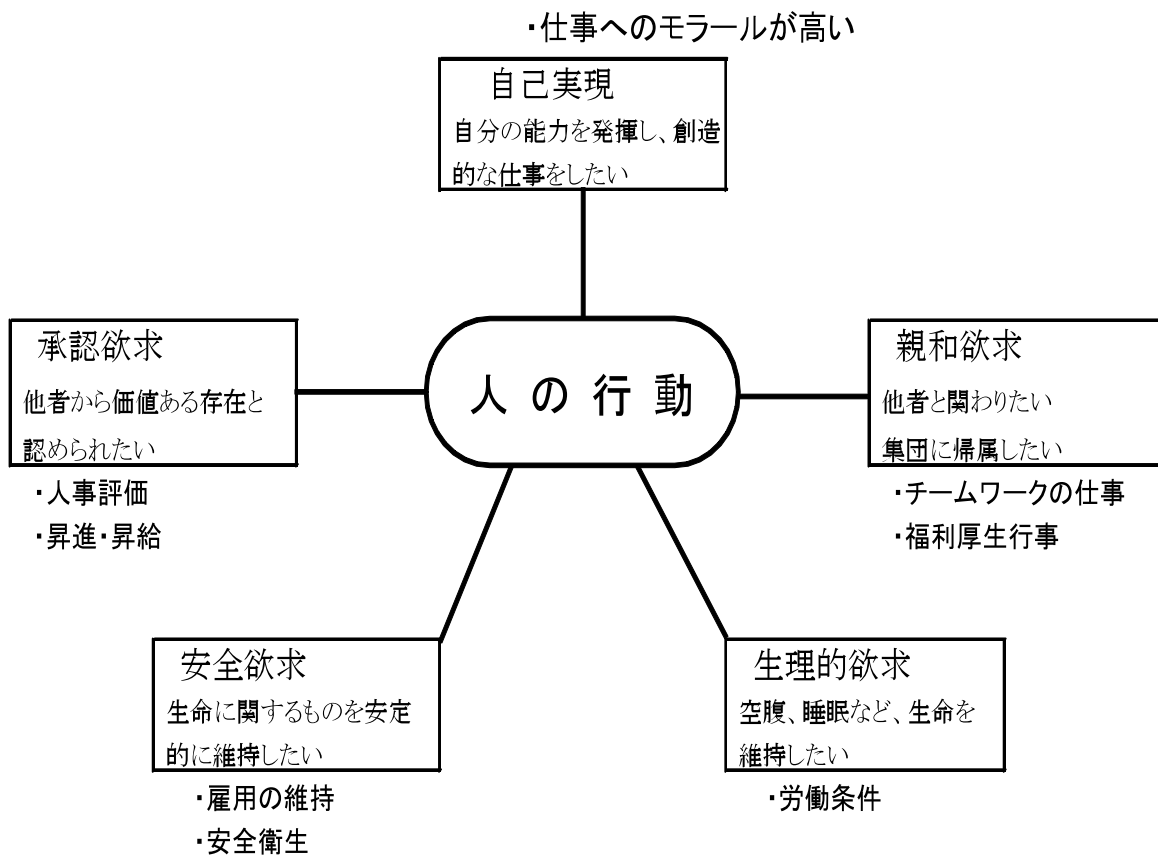 ・仕事へのモラールが高い
自己実現
自分の能力を発揮し、創造
的な仕事をしたい
承認欲求
他者から価値ある存在と
認められたい
・人事評価
・昇進・昇給
人の行動
親和欲求
他者と関わりたい
集団に帰属したい
・チームワークの仕事
・福利厚生行事
安全欲求
生命に関するものを安定
的に維持したい
・雇用の維持
・安全衛生
生理的欲求
空腹、睡眠など、生命を
維持したい
・労働条件